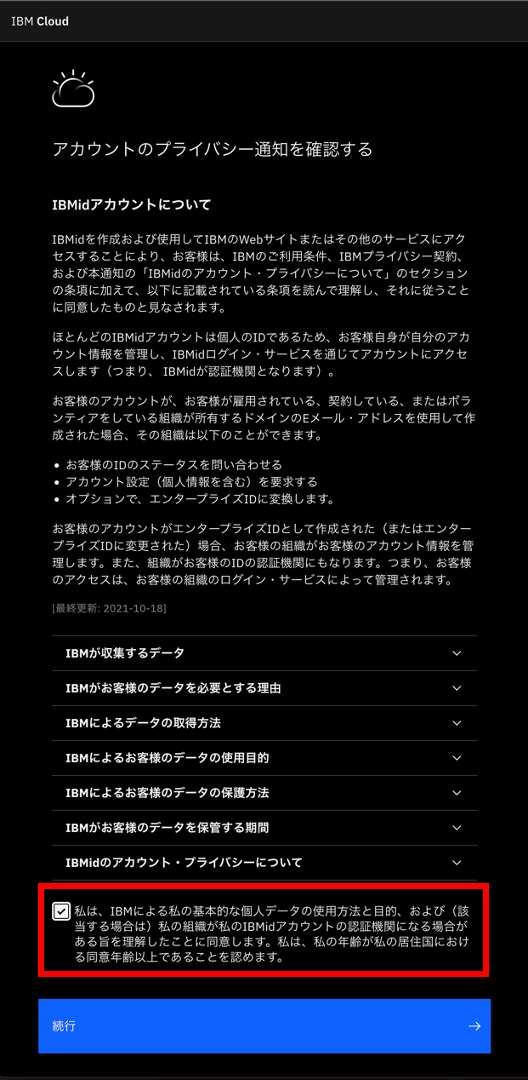 IBM Cloud
アカウントのプライバシー通知を確認する
IBMidアカウントについて
IBMidを作成および使用してIBMのWebサイトまたはその他のサービスにアク
セスすることにより、お客様は、IBMのご利用条件、IBMプライバシー契約、
および本通知の「IBMidのアカウント・プライバシーについて」のセクション
の条項に加えて、以下に記載されている条項を読んで理解し、それに従うこと
に同意したものと見なされます。
ほとんどのIBMidアカウントは個人のIDであるため、お客様自身が自分のアカ
ウント情報を管理し、IBMidログイン・サービスを通じてアカウントにアクセ
スします（つまり、 IBMidが認証機関となります）。
お客様のアカウントが、お客様が雇用されている、契約している、またはボラ
ンティアをしている組織が所有するドメインのEメール・アドレスを使用して作
成された場合、その組織は以下のことができます。
• お客様のIDのステータスを問い合わせる
• アカウント設定（個人情報を含む）を要求する
• オプションで、エンタープライズIDに変換します。
お客様のアカウントがエンタープライズIDとして作成された（またはエンター
プライズIDに変更された）場合、お客様の組織がお客様のアカウント情報を管
理します。また、組織がお客様のIDの認証機関にもなります。つまり、お客様
のアクセスは、お客様の組織のログイン・サービスによって管理されます。
[最終更新: 2021-10-18]
IBMが収集するデータ
IBMがお客様のデータを必要とする理由
IBMによるデータの取得方法
IBMによるお客様のデータの使用目的
IBMによるお客様のデータの保護方法
IBMがお客様のデータを保管する期間
IBMidのアカウント・プライバシーについて
私は、IBMによる私の基本的な個人データの使用方法と目的、および（該
当する場合は）私の組織が私のIBMidアカウントの認証機関になる場合が
ある旨を理解したことに同意します。私は、私の年齢が私の居住国におけ
る同意年齢以上であることを認めます。
続行